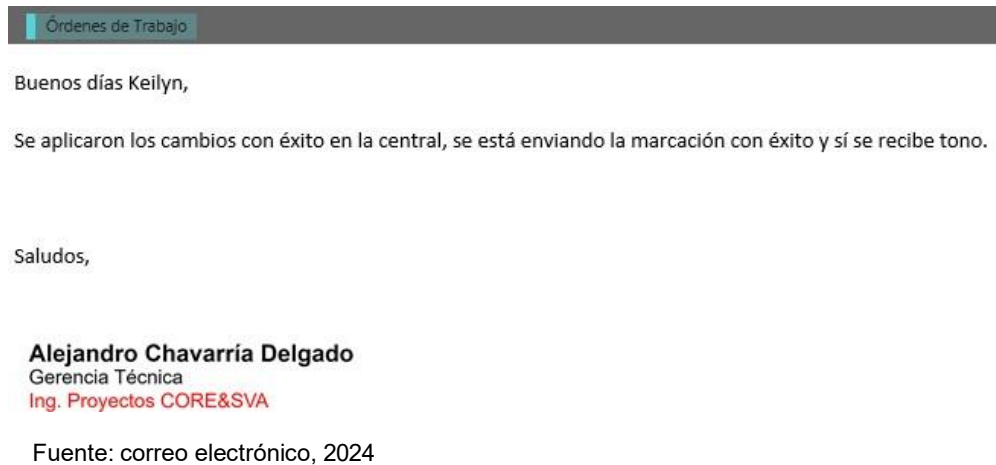 Órdenes de Trabajo
Buenos días Keilyn,
Se aplicaron los cambios con éxito en la central, se está enviando la marcación con éxito y sí se recibe tono.
Saludos,
Alejandro Chavarría Delgado
Gerencia Técnica
Ing. Proyectos CORE&SVA
Fuente: correo electrónico, 2024